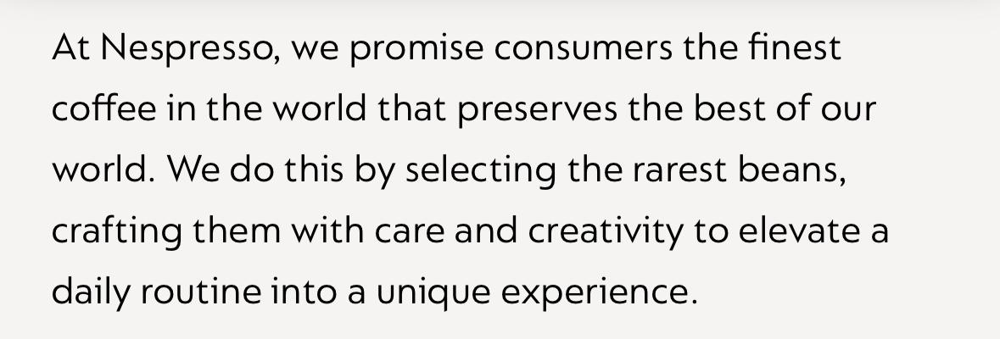 At Nespresso, we promise consumers the finest
coffee in the world that preserves the best of our
world. We do this by selecting the rarest beans,
crafting them with care and creativity to elevate a
daily routine into a unique experience.